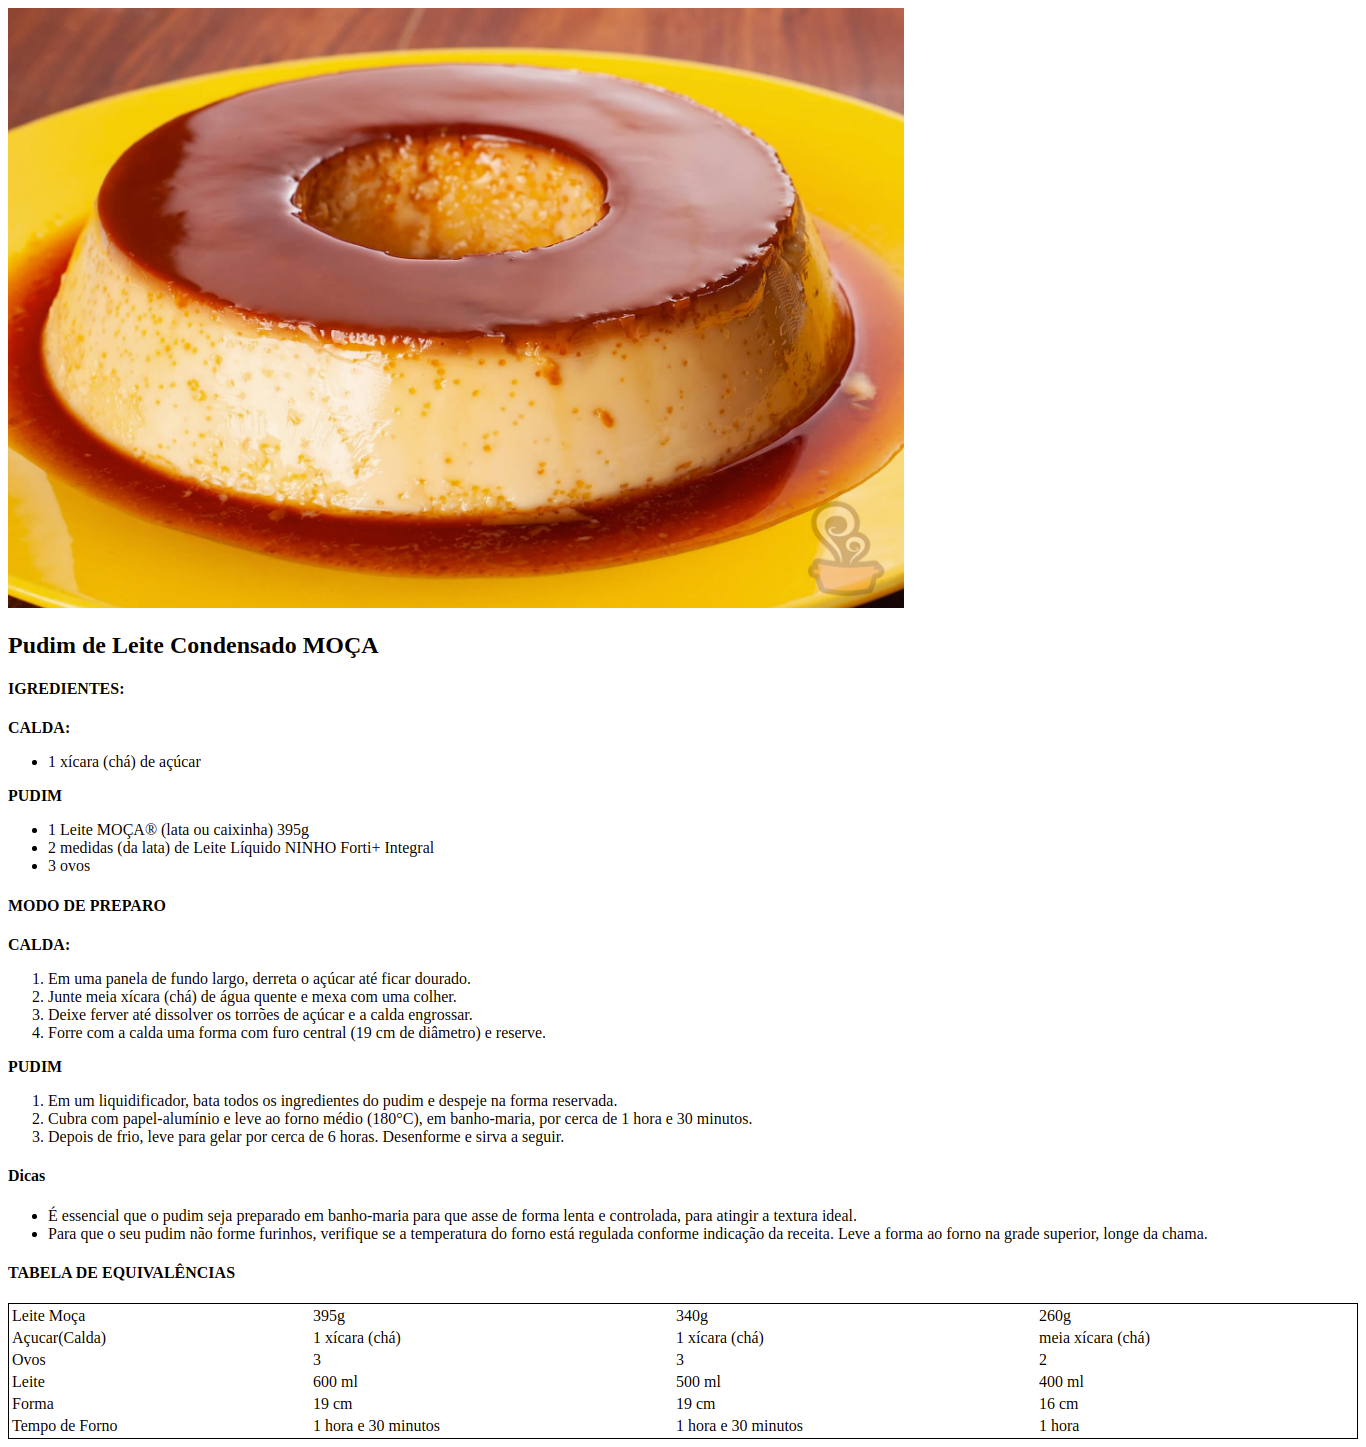 Pudim de Leite Condensado MOÇA
IGREDIENTES:
CALDA:
1 xícara (chá) de açúcar
PUDIM
1 Leite MOÇA® (lata ou caixinha) 395g
2 medidas (da lata) de Leite Líquido NINHO Forti+ Integral
3 ovos
MODO DE PREPARO
CALDA:
1. Em uma panela de fundo largo, derreta o açúcar até ficar dourado.
2. Junte meia xícara (chá) de água quente e mexa com uma colher.
3. Deixe ferver até dissolver os torrões de açúcar e a calda engrossar.
4. Forre com a calda uma forma com furo central (19 cm de diâmetro) e reserve.
PUDIM
1. Em um liquidificador, bata todos os ingredientes do pudim e despeje na forma reservada.
2. Cubra com papel-alumínio e leve ao forno médio (180°C), em banho-maria, por cerca de 1 hora e 30 minutos.
3. Depois de frio, leve para gelar por cerca de 6 horas. Desenforme e sirva a seguir.
Dicas
É essencial que o pudim seja preparado em banho-maria para que asse de forma lenta e controlada, para atingir a textura ideal.
Para que o seu pudim não forme furinhos, verifique se a temperatura do forno está regulada conforme indicação da receita. Leve a forma ao forno na grade superior, longe da chama.
TABELA DE EQUIVALÊNCIAS
Leite Moça 395g 340g 260g
Açucar(Calda) 1 xícara (chá) 1 xícara (chá) meia xícara (chá)
Ovos 3 3 2
Leite 600 ml 500 ml 400 ml
Forma 19 cm 19 cm 16 cm
Tempo de Forno 1 hora e 30 minutos 1 hora e 30 minutos 1 hora